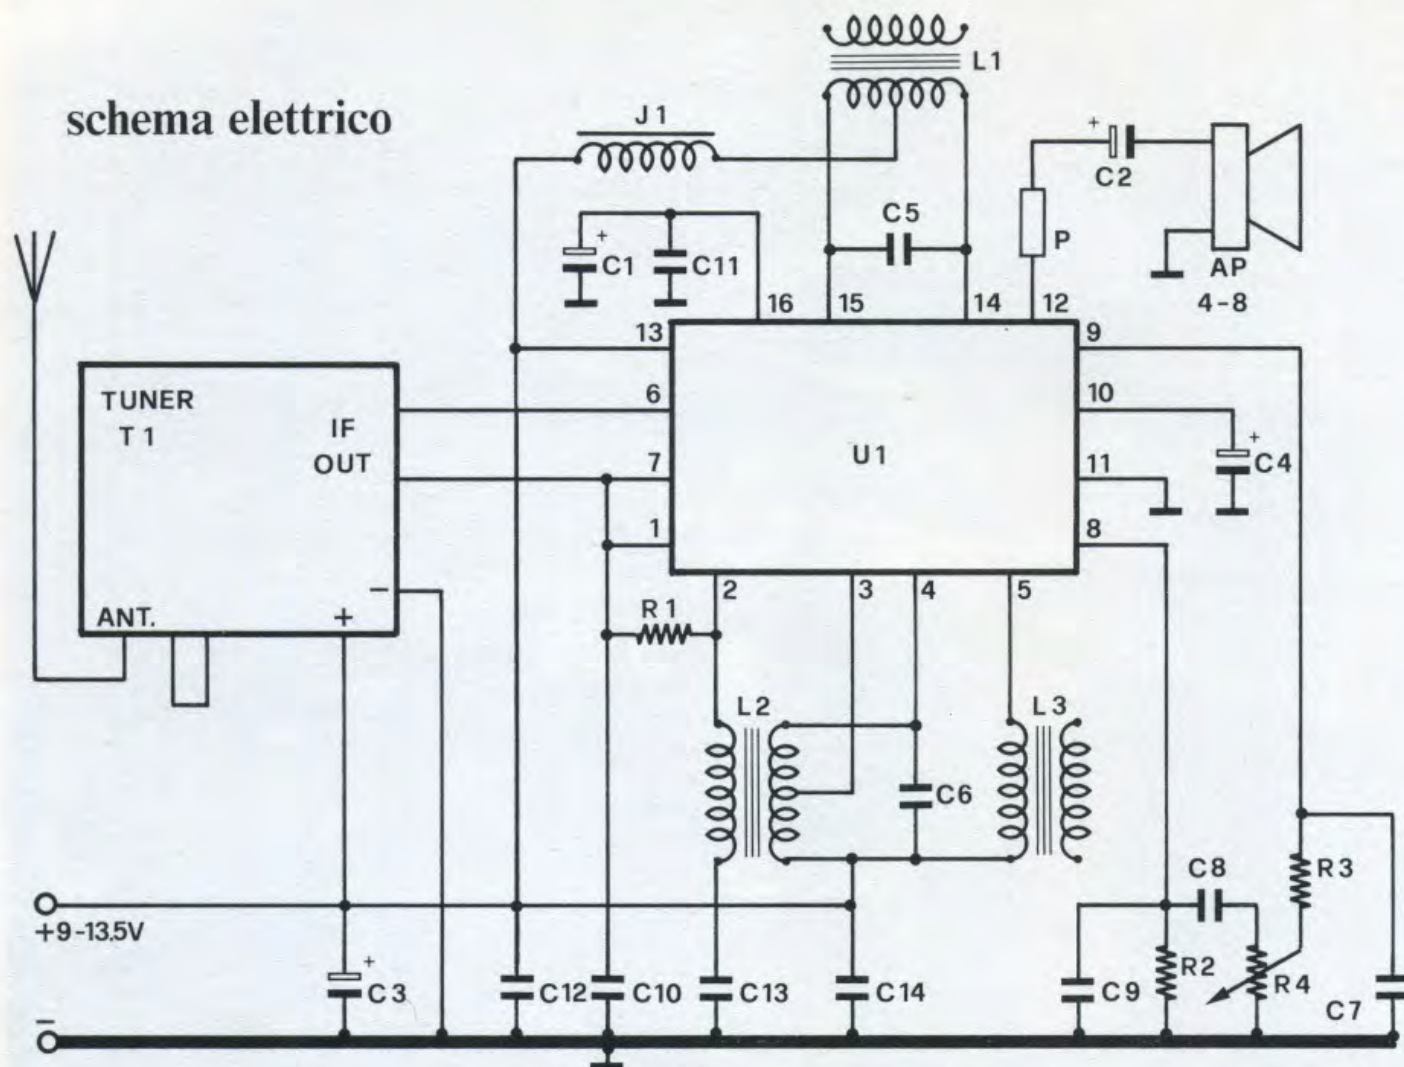 schema elettrico
L1
J1
+
C2
C5
P
+
C1
C11
AP
4-8
16
15
14
12
13
9
TUNER
T1
6
10
IF
OUT
U1
+
C4
7
11
1
8
ANT.
+
-
2
3
4
5
R1
L2
L3
C6
C8
R3
+9-13.5V
+
C3
C12
C10
C13
C14
C9
R2
R4
C7
-